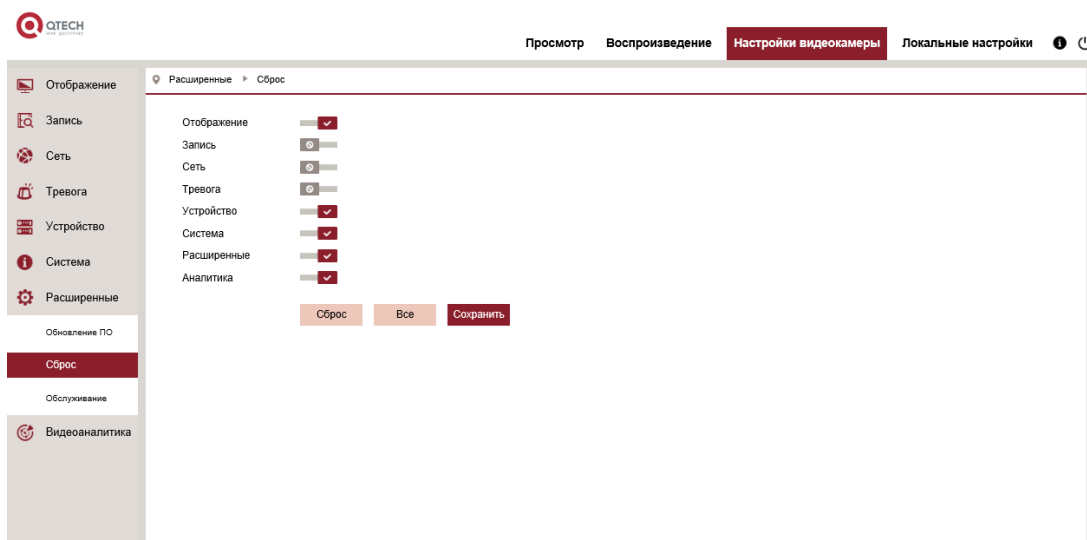 QTECH
Просмотр Воспроизведение Настройки видеокамеры Локальные настройки
Расширенные Сброс
Отображение
Запись
Сеть
Тревога
Устройство
Система
Расширенные
Обновление ПО
Сброс
Обслуживание
Видеоаналитика
Отображение
Запись
Сеть
Тревога
Устройство
Система
Расширенные
Аналитика
Сброс Все Сохранить